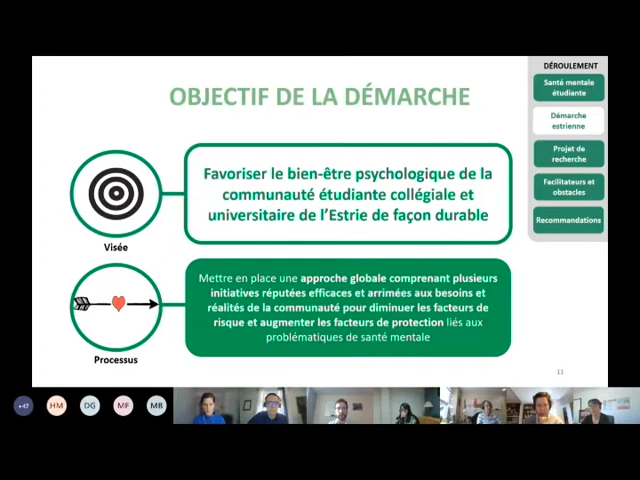 OBJECTIF DE LA DÉMARCHE
Favoriser le bien-être psychologique de la
communauté étudiante collégiale et
universitaire de l'Estrie de façon durable
Visée
Mettre en place une approche globale comprenant plusieurs
initiatives réputées efficaces et arrimées aux besoins et
réalités de la communauté pour diminuer les facteurs de
risque et augmenter les facteurs de protection liés aux
problématiques de santé mentale
Processus
DÉROULEMENT
Santé mentale
étudiante
Démarche
estrienne
Projet de
recherche
Facilitateurs et
obstacles
Recommandations
11
+47
HM
DG
MF
MB